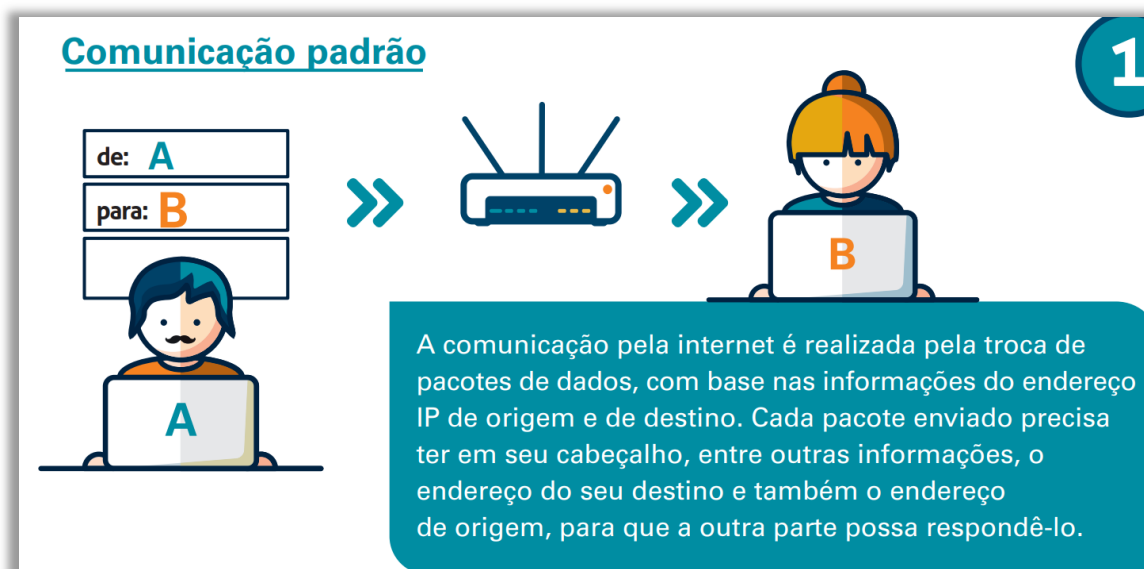 Comunicação padrão
1
de: A
para: B
A
B
A comunicação pela internet é realizada pela troca de
pacotes de dados, com base nas informações do endereço
IP de origem e de destino. Cada pacote enviado precisa
ter em seu cabeçalho, entre outras informações, o
endereço do seu destino e também o endereço
de origem, para que a outra parte possa respondê-lo.